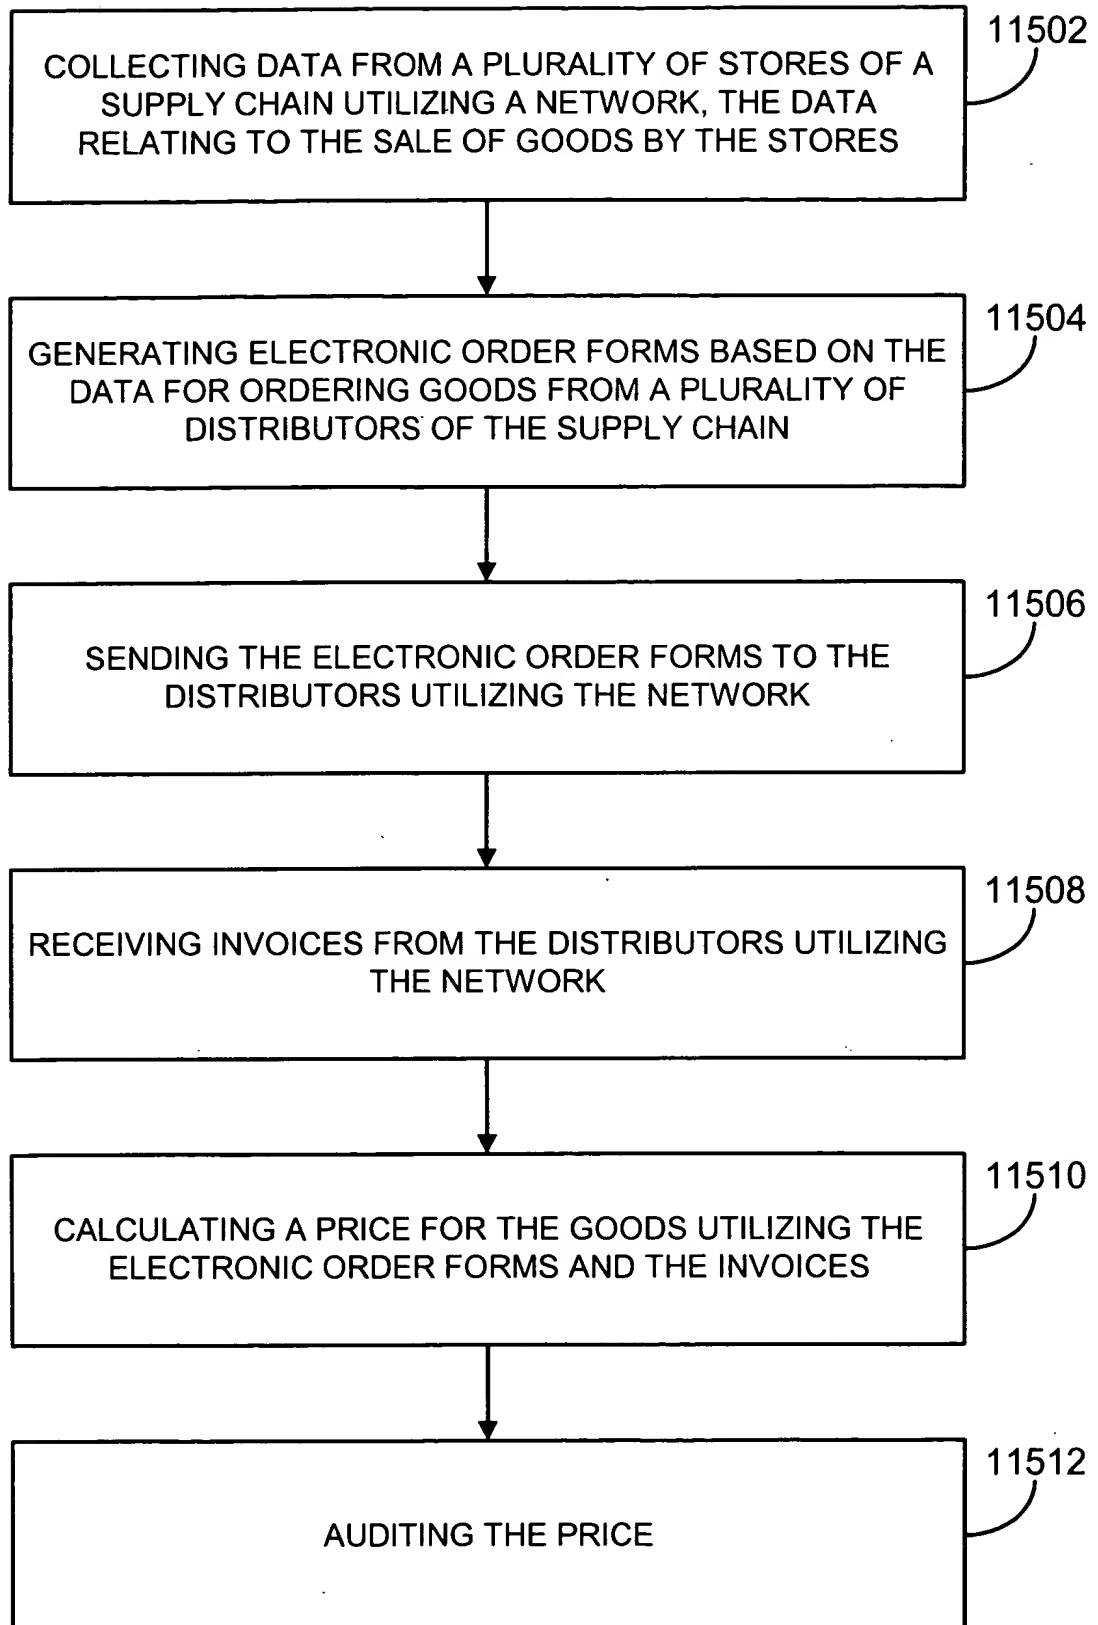 11502
COLLECTING DATA FROM A PLURALITY OF STORES OF A
SUPPLY CHAIN UTILIZING A NETWORK, THE DATA
RELATING TO THE SALE OF GOODS BY THE STORES
11504
GENERATING ELECTRONIC ORDER FORMS BASED ON THE
DATA FOR ORDERING GOODS FROM A PLURALITY OF
DISTRIBUTORS OF THE SUPPLY CHAIN
11506
SENDING THE ELECTRONIC ORDER FORMS TO THE
DISTRIBUTORS UTILIZING THE NETWORK
11508
RECEIVING INVOICES FROM THE DISTRIBUTORS UTILIZING
THE NETWORK
11510
CALCULATING A PRICE FOR THE GOODS UTILIZING THE
ELECTRONIC ORDER FORMS AND THE INVOICES
11512
AUDITING THE PRICE